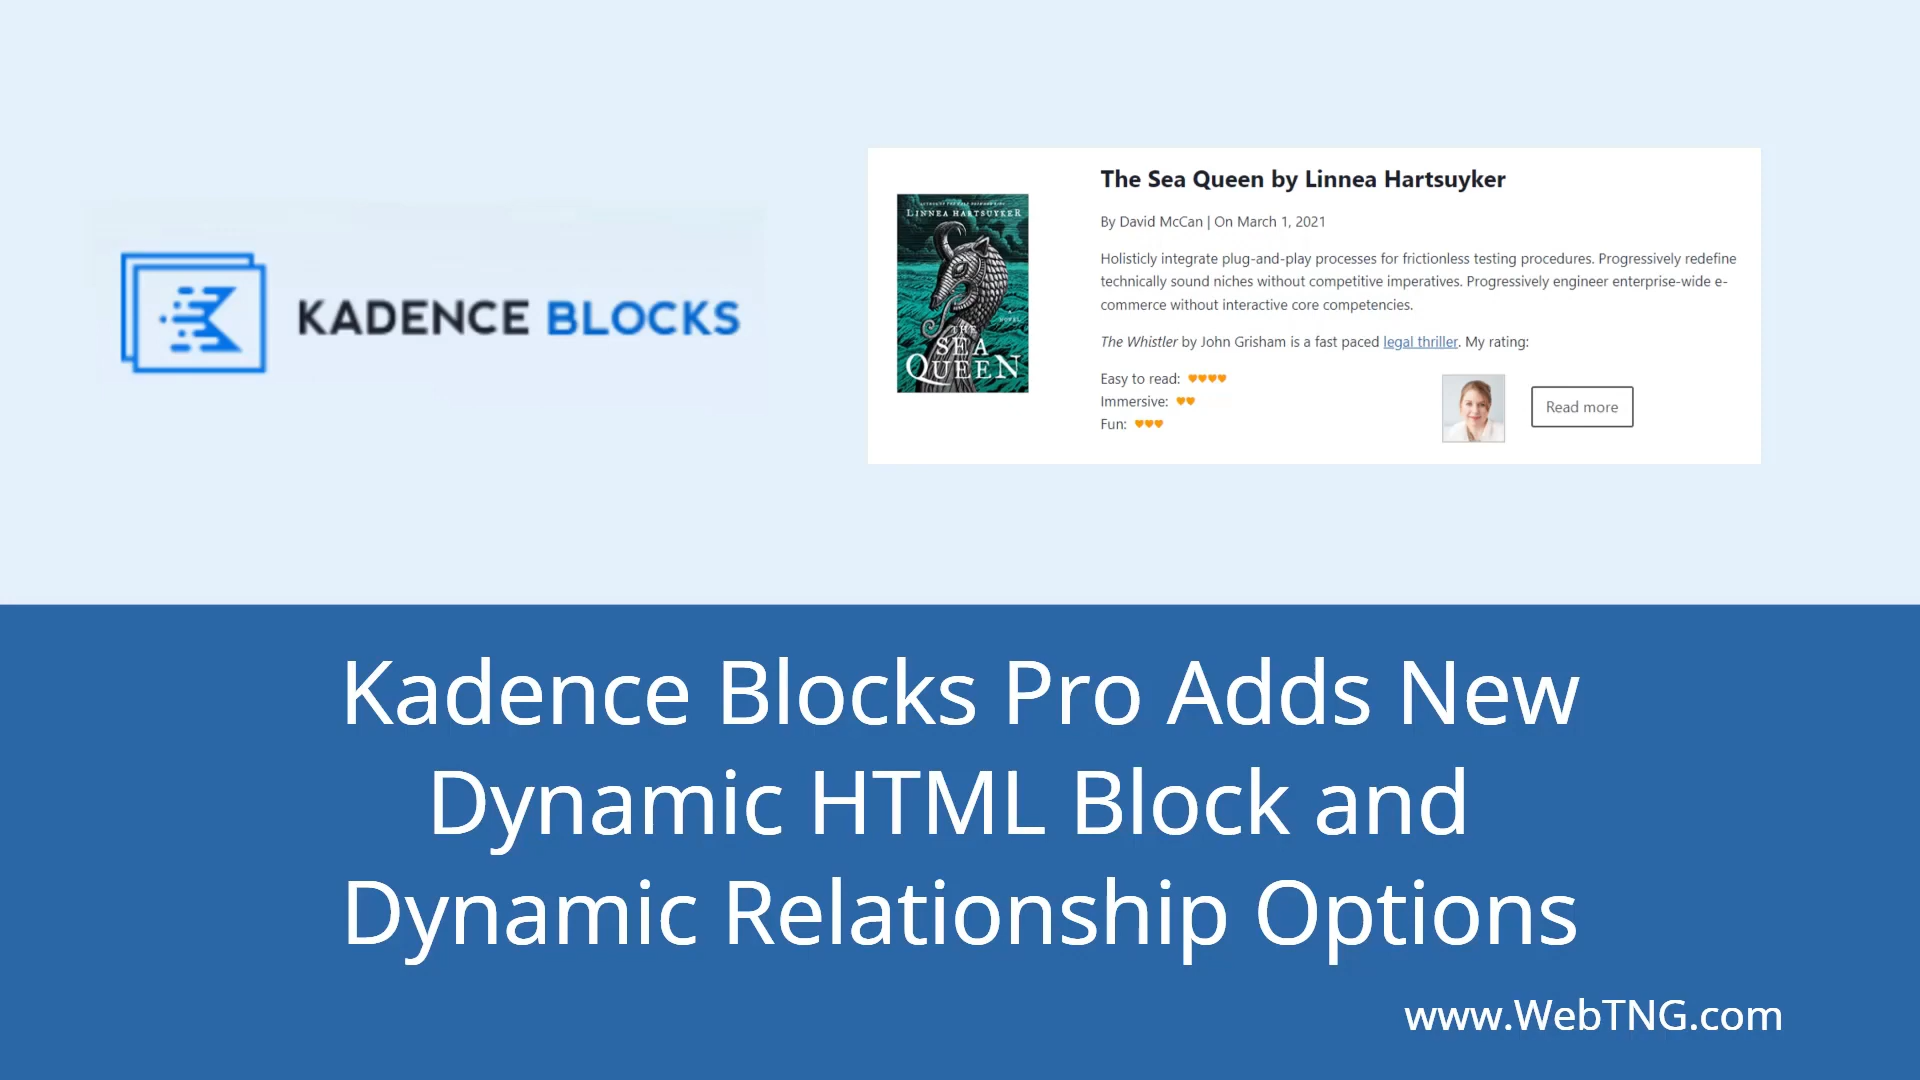 KADENCE BLOCKS
LINNEA HARTSUYKER
THE
SEA
QUEEN
A
NOVEL
The Sea Queen by Linnea Hartsuyker
By David McCan | On March 1, 2021
Holisticly integrate plug-and-play processes for frictionless testing procedures. Progressively redefine
technically sound niches without competitive imperatives. Progressively engineer enterprise-wide e-
commerce without interactive core competencies.
The Whistler by John Grisham is a fast paced legal thriller. My rating:
Easy to read:
Immersive:
Fun:
Read more
Kadence Blocks Pro Adds New
Dynamic HTML Block and
Dynamic Relationship Options
www.WebTNG.com